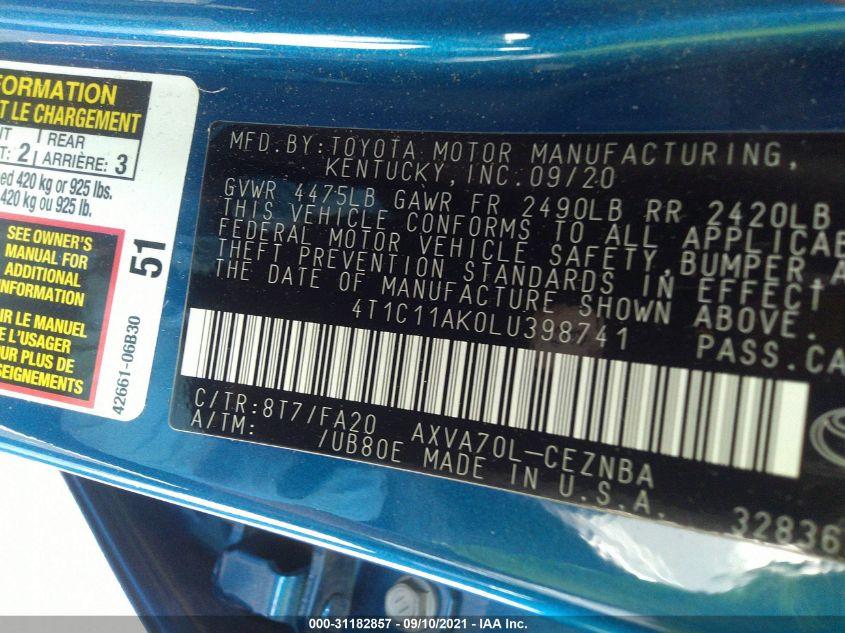 FORMATION
T LE CHARGEMENT
2 REAR
ARRIÈRE: 3
420 kg or 925 lbs.
420 kg ou 925 lb.
SEE OWNER'S
MANUAL FOR
ADDITIONAL
INFORMATION
LE MANUEL
L'USAGER
POUR PLUS DE
51
42661-06B30
MFD. BY: TOYOTA MOTOR MANUFACTURING,
KENTUCKY, INC. 09/20
GVWR 4475LB GAWR FR 2490LB RR 2420LB
THIS VEHICLE CONFORMS TO ALL APPLICAB
FEDERAL MOTOR VEHICLE SAFETY, BUMPER A
THEFT PREVENTION STANDARDS IN EFFECT
THE DATE OF MANUFACTURE SHOWN ABOVE.
4T1C11AK0LU398741 PASS.CA
C/TR: 8T7/FA20 AXVA70L-CEZNBA
A/TM: /UB80E MADE IN U.S.A.
32836
000-31182857 - 09/10/2021 - IAA Inc.